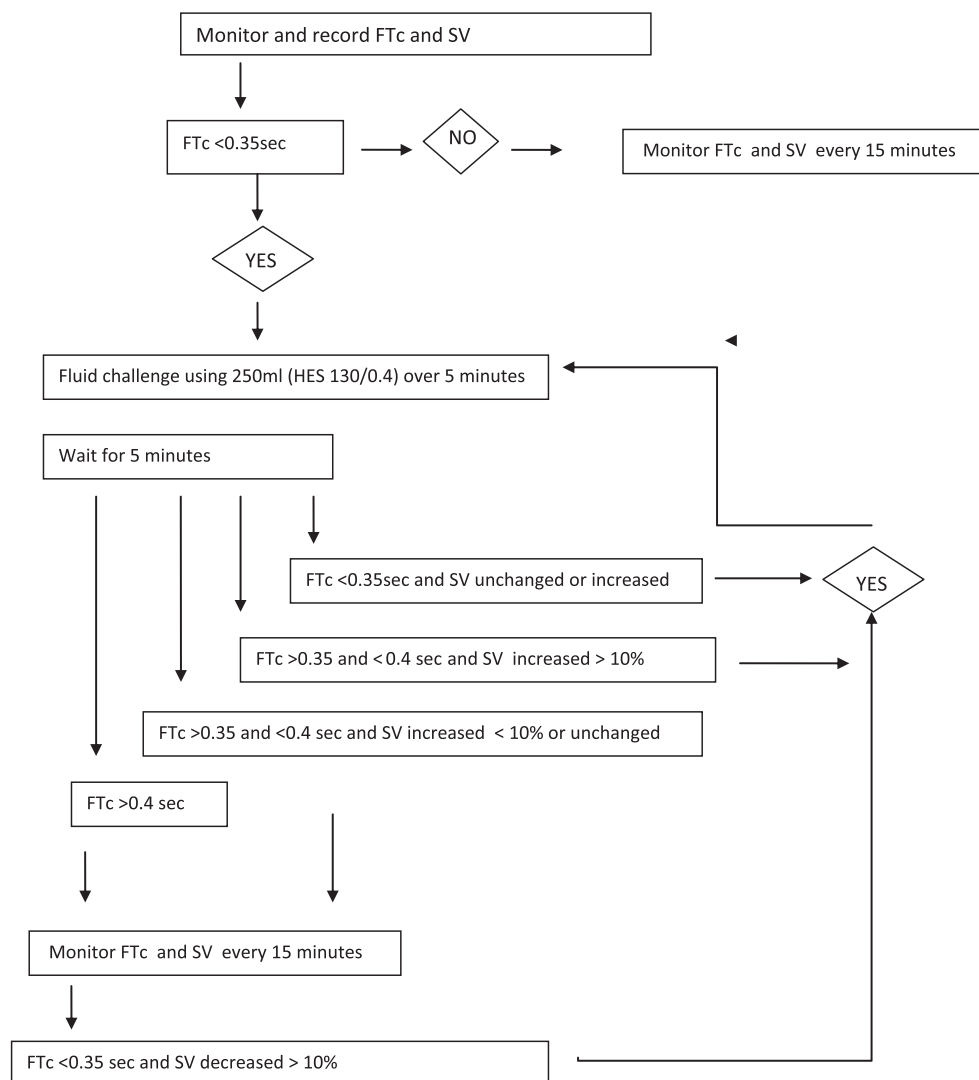 Monitor and record FTc and SV
FTc <0.35sec
NO
Monitor FTc and SV every 15 minutes
YES
Fluid challenge using 250ml (HES 130/0.4) over 5 minutes
Wait for 5 minutes
FTc <0.35sec and SV unchanged or increased
YES
FTc >0.35 and <0.4 sec and SV increased > 10%
FTc >0.35 and <0.4 sec and SV increased < 10% or unchanged
FTc >0.4 sec
Monitor FTc and SV every 15 minutes
FTc <0.35 sec and SV decreased > 10%